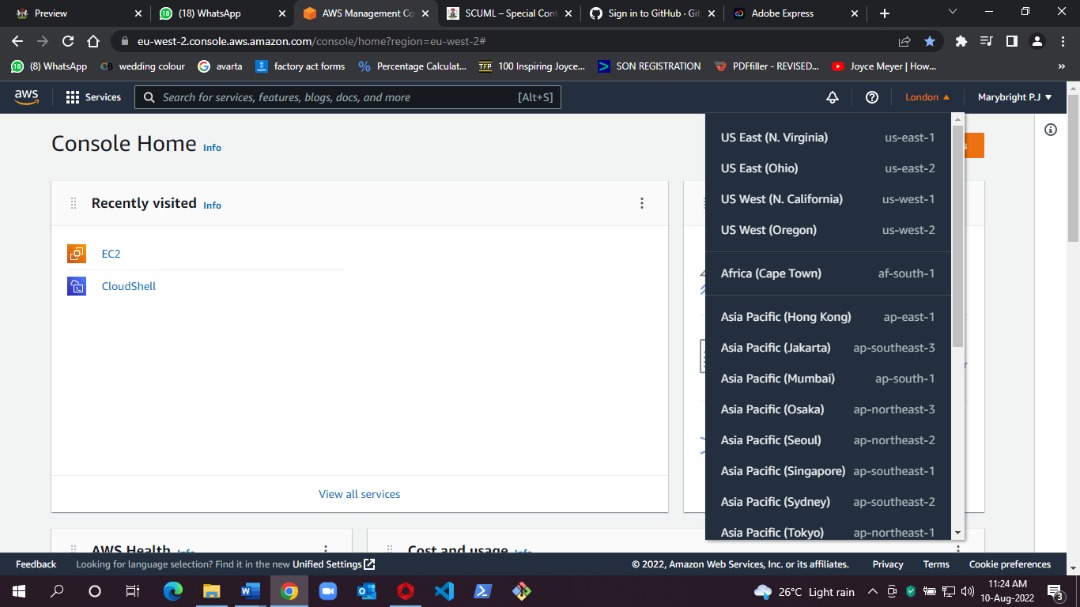 Preview
(18) WhatsApp
AWS Management Co
SCUML – Special Cont
Sign in to GitHub · Git
Adobe Express
eu-west-2.console.aws.amazon.com/console/home?region=eu-west-2#
(8) WhatsApp
wedding colour
avarta
factory act forms
Percentage Calculat...
100 Inspiring Joyce...
SON REGISTRATION
PDFfiller - REVISED...
Joyce Meyer | How...
»
aws
Services
Search for services, features, blogs, docs, and more
[Alt+S]
London
Marybright P.J
Console Home Info
Recently visited Info
EC2
CloudShell
View all services
US East (N. Virginia) us-east-1
US East (Ohio) us-east-2
US West (N. California) us-west-1
US West (Oregon) us-west-2
Africa (Cape Town) af-south-1
Asia Pacific (Hong Kong) ap-east-1
Asia Pacific (Jakarta) ap-southeast-3
Asia Pacific (Mumbai) ap-south-1
Asia Pacific (Osaka) ap-northeast-3
Asia Pacific (Seoul) ap-northeast-2
Asia Pacific (Singapore) ap-southeast-1
Asia Pacific (Sydney) ap-southeast-2
Asia Pacific (Tokyo) ap-northeast-1
AWS Health Info
Cost and usage Info
Feedback
Looking for language selection? Find it in the new Unified Settings
© 2022, Amazon Web Services, Inc. or its affiliates.
Privacy
Terms
Cookie preferences
26°C Light rain
11:24 AM
10-Aug-2022
3